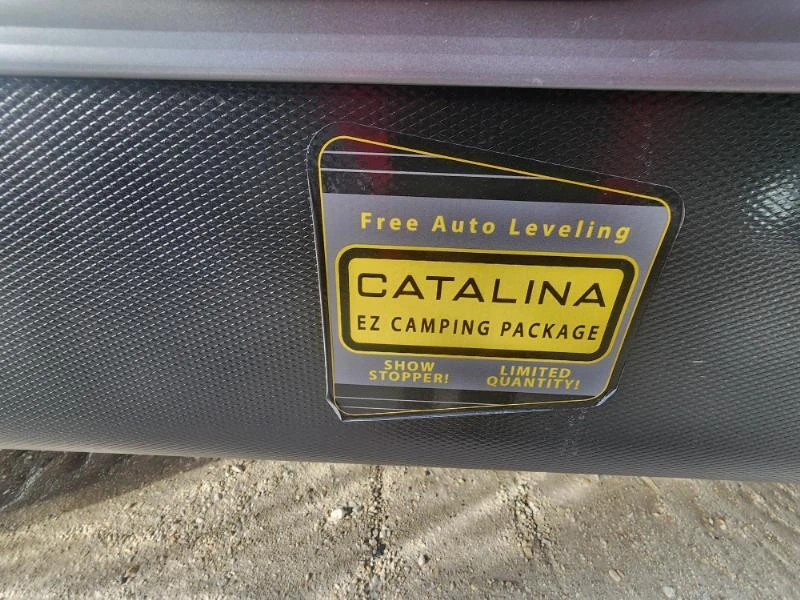 Free Auto Leveling
CATALINA
EZ CAMPING PACKAGE
SHOW
STOPPER!
LIMITED
QUANTITY!